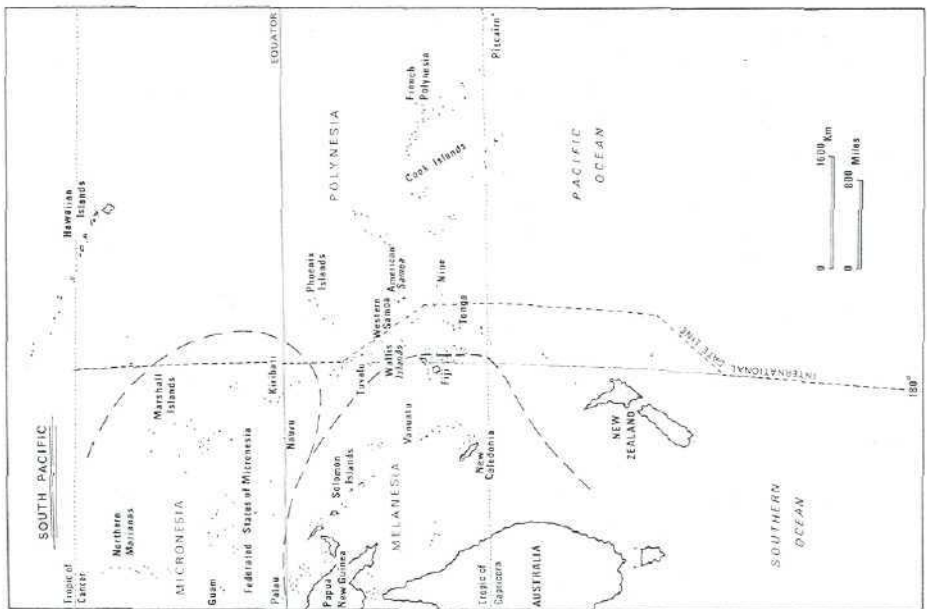 SOUTH PACIFIC
Tropic of
Cancer
Hawaiian
Islands
Northern
Marianas
Marshall
Islands
MICRONESIA
Guam
Federated States of Micronesia
Palau
Kiribati
EQUATOR
Nauru
Phoenix
Islands
POLYNESIA
Papua
New Guinea
Solomon
Islands
Tuvalu
Wallis
Islands
Western
Samoa
American
Samoa
MELANESIA
Vanuatu
Fiji
Niue
Cook Islands
French
Polynesia
Tonga
New
Caledonia
Tropic of
Capricorn
Pitcairn
AUSTRALIA
PACIFIC
OCEAN
NEW
ZEALAND
INTERNATIONAL DATE LINE
SOUTHERN
OCEAN
0 1600 Km
0 800 Miles
180°